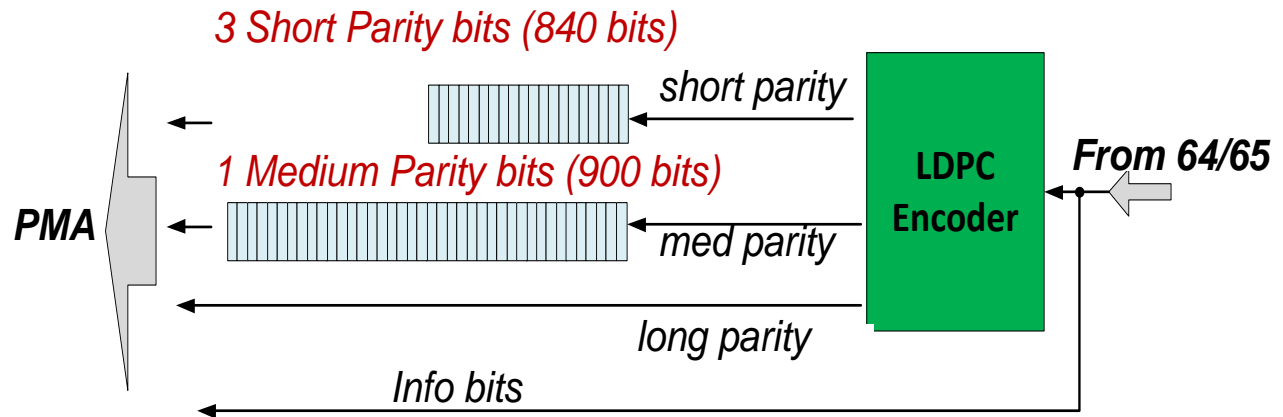 3 Short Parity bits (840 bits)
short parity
1 Medium Parity bits (900 bits)
LDPC
Encoder
From 64/65
PMA
med parity
long parity
Info bits